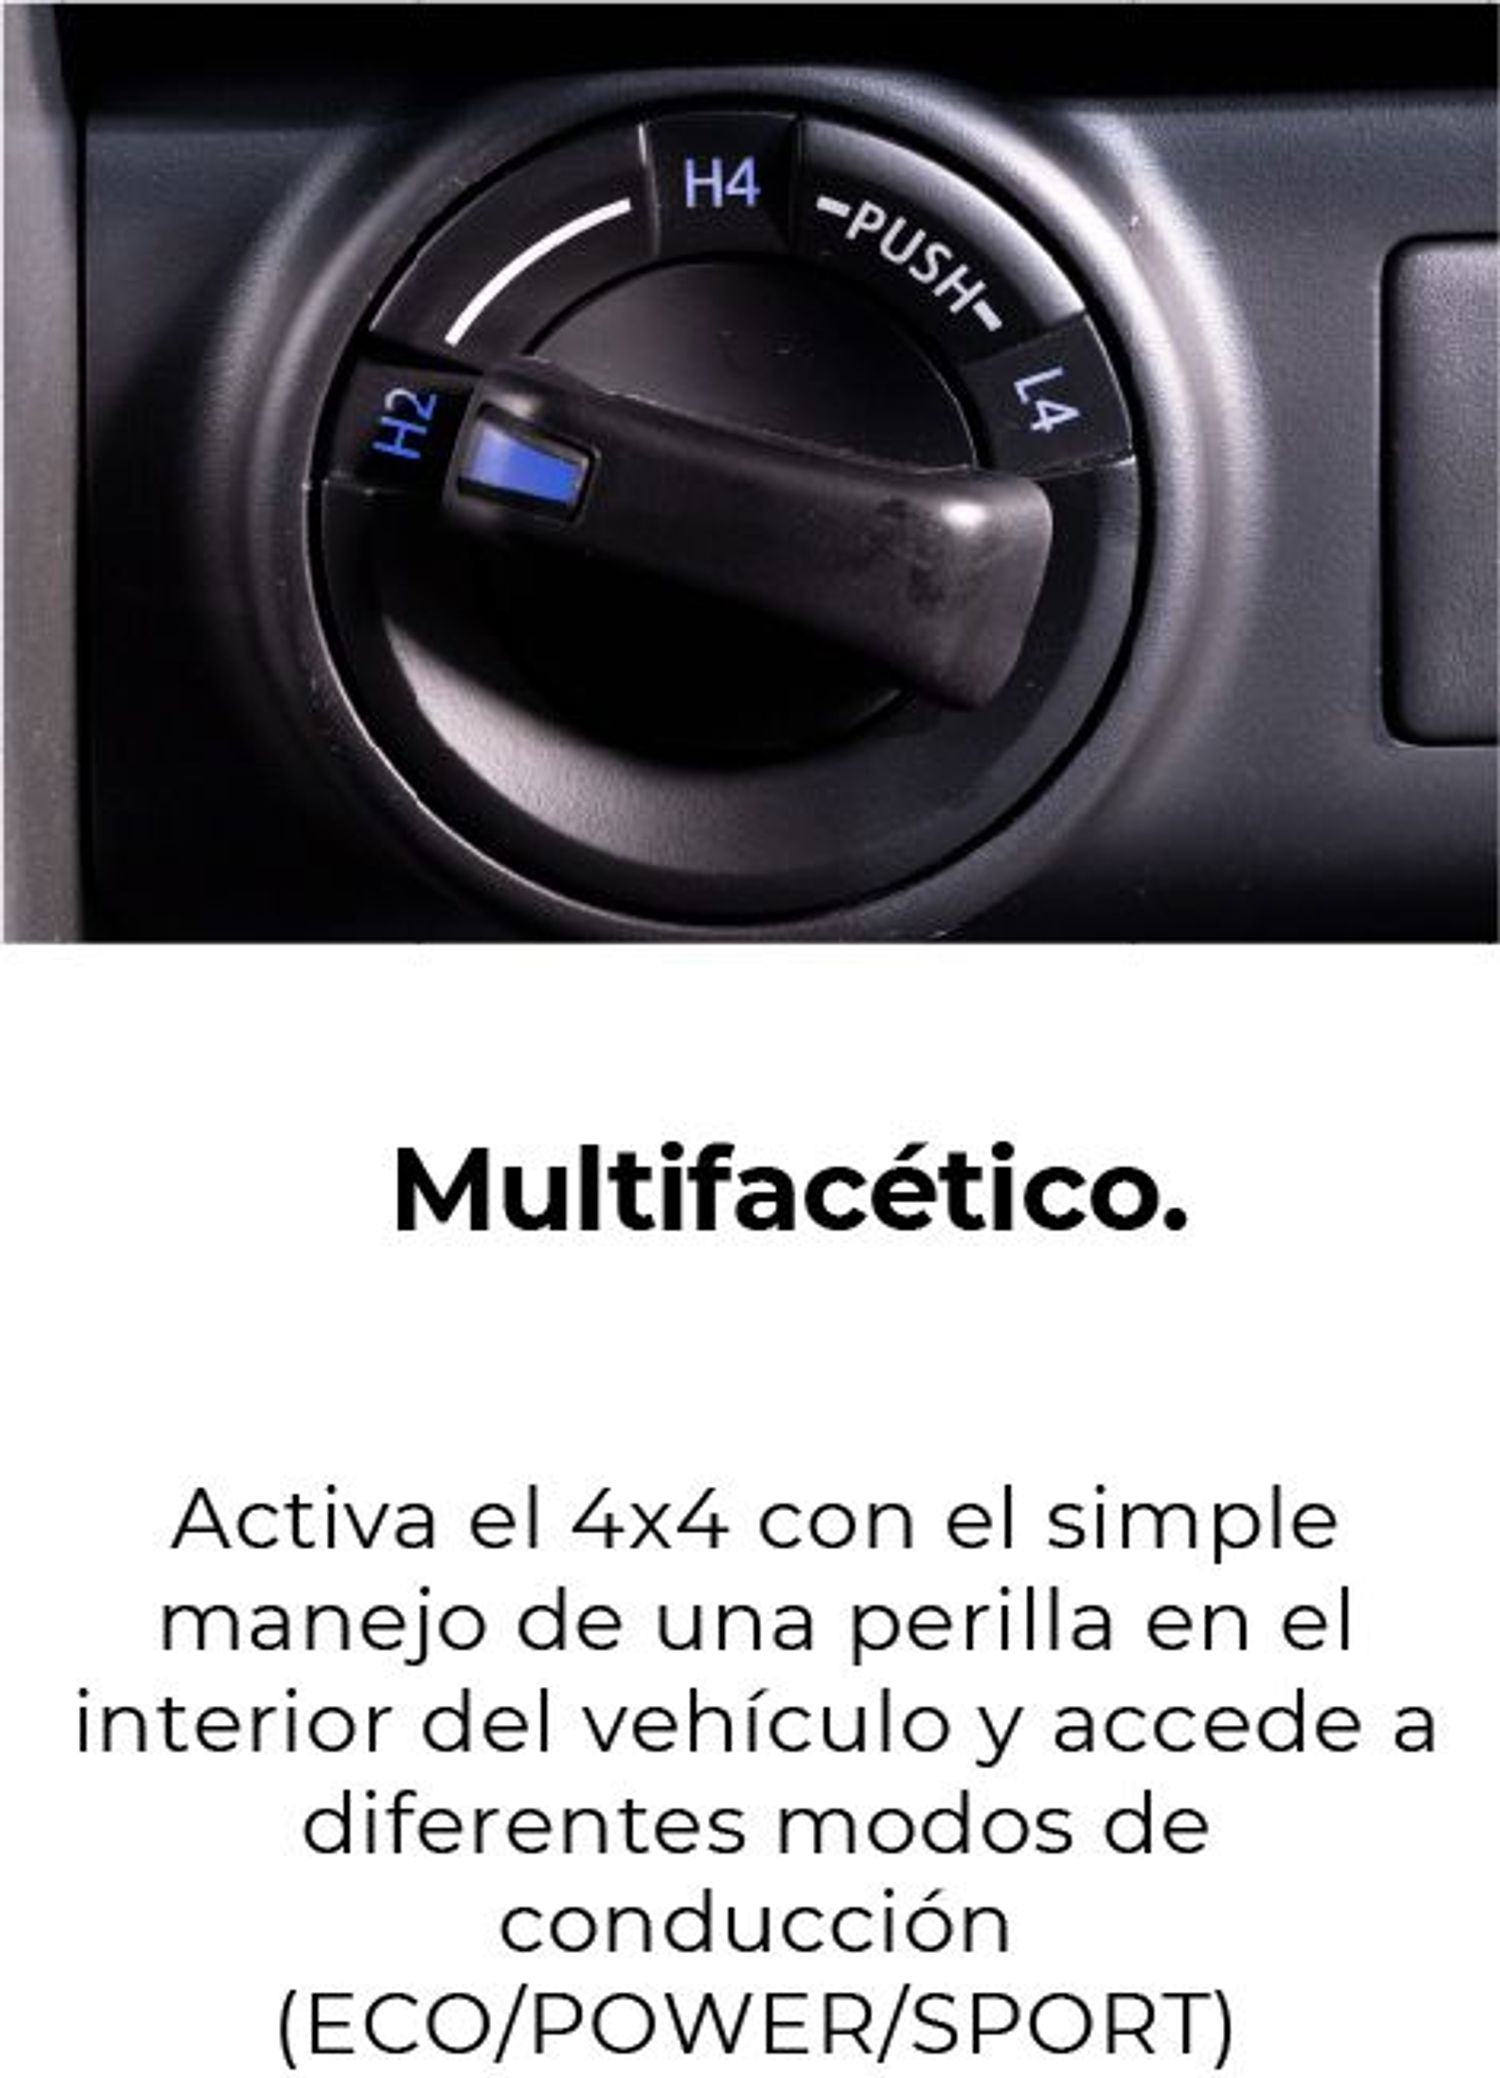 H4
-PUSH-
L4
H2
Multifacético.
Activa el 4x4 con el simple
manejo de una perilla en el
interior del vehículo y accede a
diferentes modos de
conducción
(ECO/POWER/SPORT)